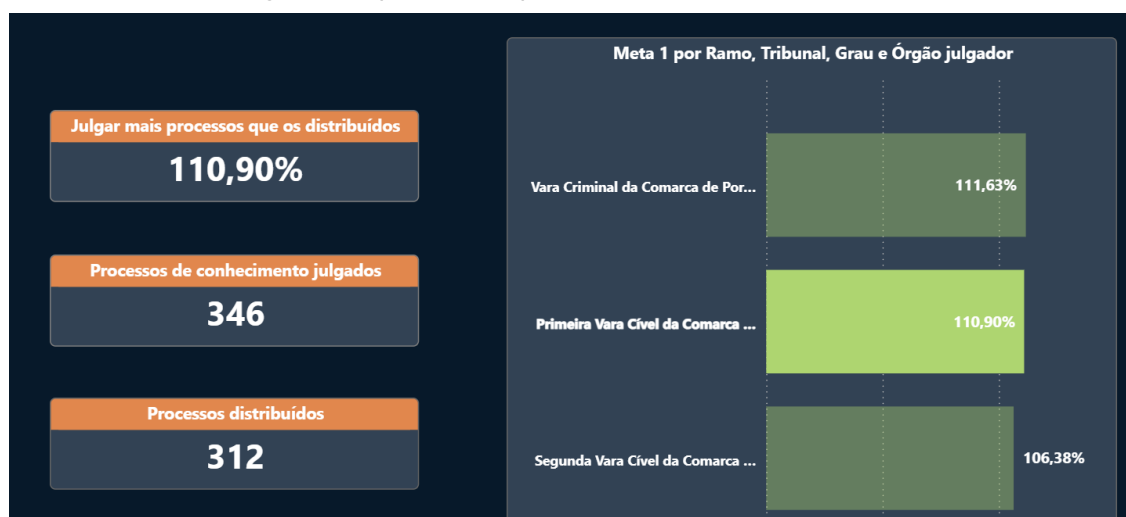 Julgar mais processos que os distribuídos
110,90%
Processos de conhecimento julgados
346
Processos distribuídos
312
Meta 1 por Ramo, Tribunal, Grau e Órgão julgador
Vara Criminal da Comarca de Por...
111,63%
Primeira Vara Cível da Comarca ...
110,90%
Segunda Vara Cível da Comarca ...
106,38%